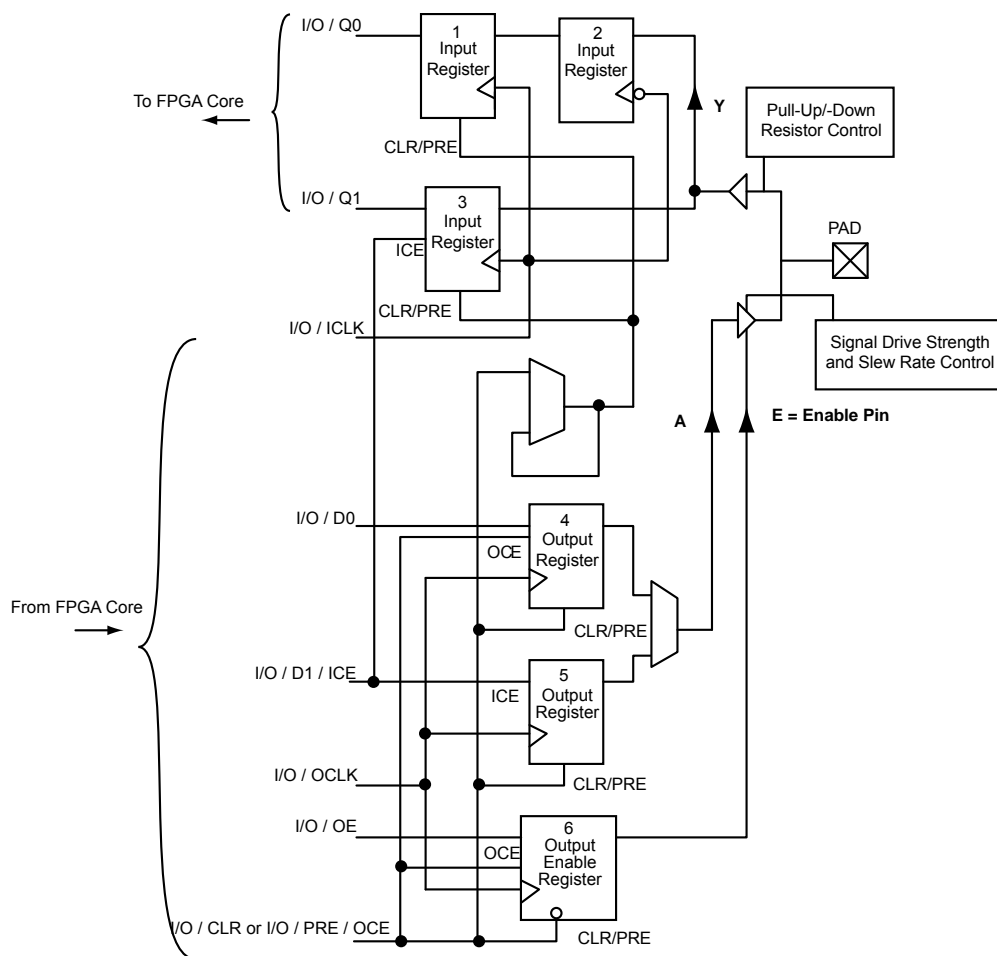 I/O / Q0
1
Input
Register
2
Input
Register
To FPGA Core
Y
Pull-Up/-Down
Resistor Control
CLR/PRE
I/O / Q1
3
Input
Register
ICE
PAD
CLR/PRE
I/O / ICLK
Signal Drive Strength
and Slew Rate Control
A
E = Enable Pin
I/O / D0
4
Output
Register
OCE
From FPGA Core
CLR/PRE
I/O / D1 / ICE
5
Output
Register
ICE
I/O / OCLK
CLR/PRE
I/O / OE
6
Output
Enable
Register
OCE
I/O / CLR or I/O / PRE / OCE
CLR/PRE